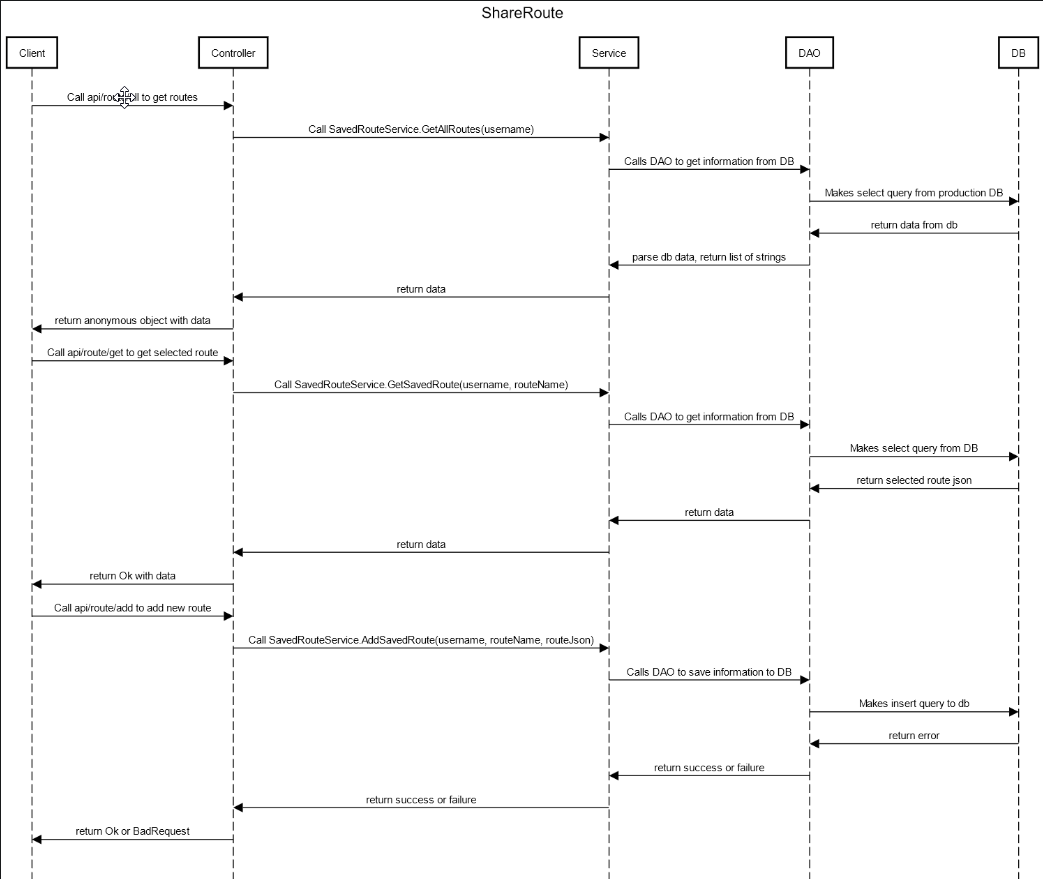 ShareRoute
Client
Controller
Service
DAO
DB
Call to get routes
Call SavedRouteService.GetAllRoutes(username)
Calls DAO to get information from DB
Makes select query from production DB
return data from db
parse db data, return list of strings
return data
return anonymous object with data
Call api/route/get to get selected route
Call SavedRouteService.GetSavedRoute(username, routeName)
Calls DAO to get information from DB
Makes select query from DB
return selected route json
return data
return data
return Ok with data
Call api/route/add to add new route
Call SavedRouteService.AddSavedRoute(username, routeName, routeJson)
Calls DAO to save information to DB
Makes insert query to db
return error
return success or failure
return success or failure
return Ok or BadRequest